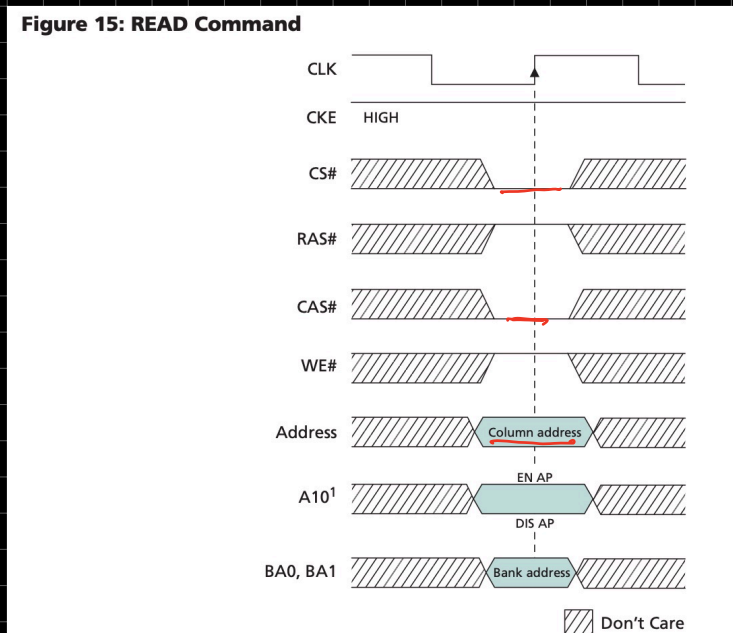 Figure 15: READ Command
CLK
CKE HIGH
CS#
RAS#
CAS#
WE#
Address Column address
EN AP
A10¹
DIS AP
BA0, BA1 Bank address
Don't Care